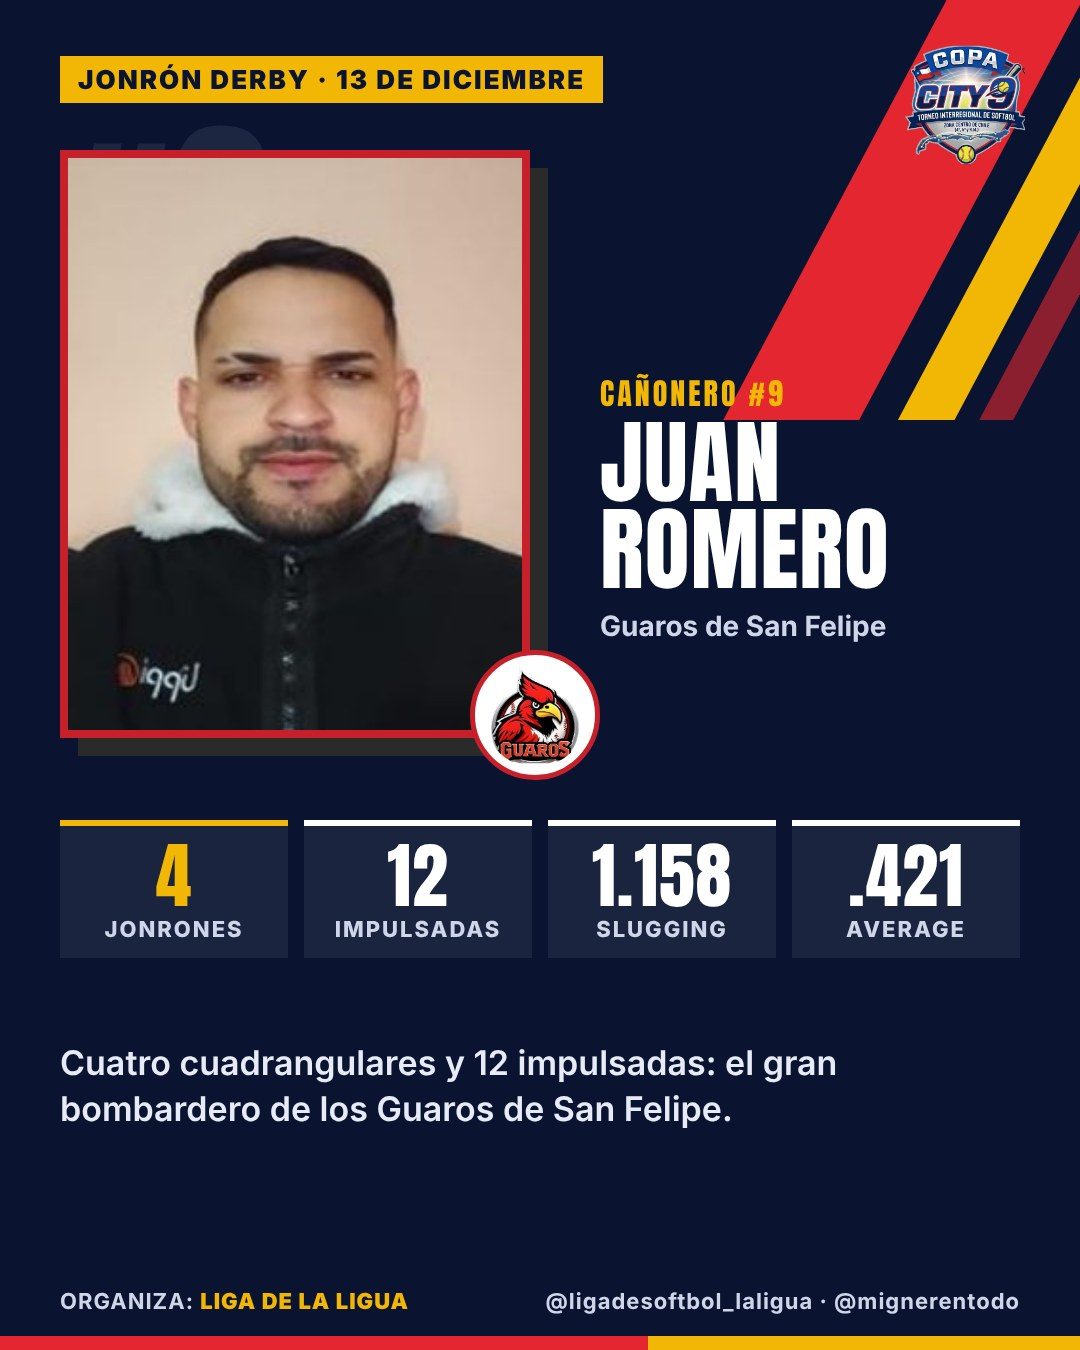 JONRÓN DERBY · 13 DE DICIEMBRE
COPA
CITY9
TORNEO INTERREGIONAL DE SOFTBOL
CAÑONERO #9
JUAN
ROMERO
Guaros de San Felipe
GUAROS
4
JONRONES
12
IMPULSADAS
1.158
SLUGGING
.421
AVERAGE
Cuatro cuadrangulares y 12 impulsadas: el gran
bombardero de los Guaros de San Felipe.
ORGANIZA: LIGA DE LA LIGUA
@ligadesoftbol_laligua · @mignerentodo